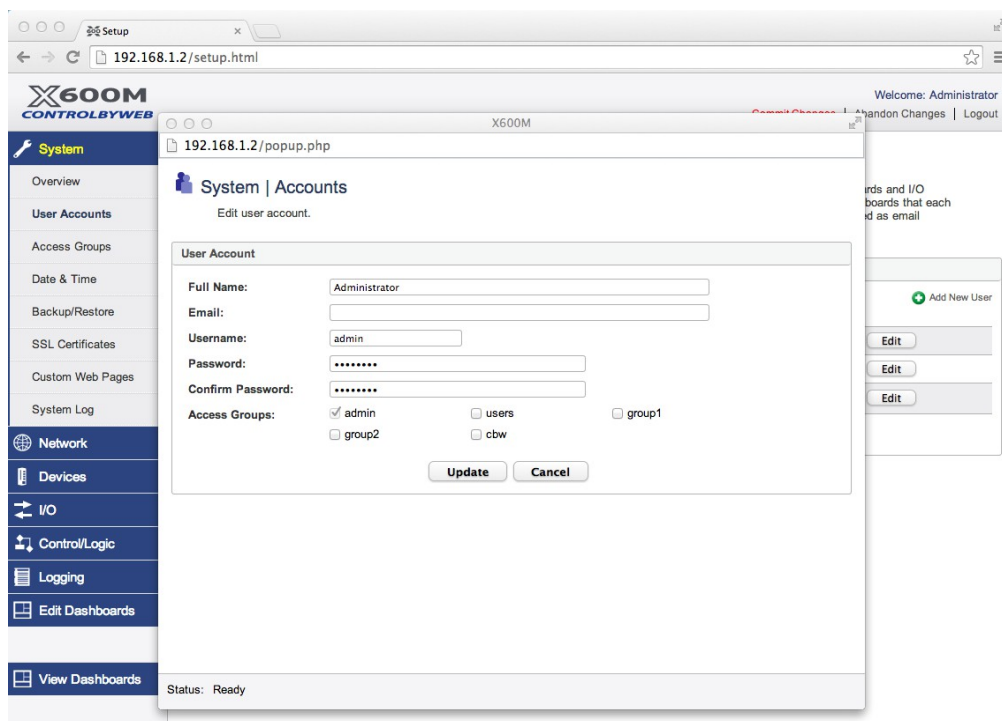 Setup
192.168.1.2/setup.html
X600M
CONTROLBYWEB
Welcome: Administrator
Commit Changes | Abandon Changes | Logout
System
Overview
User Accounts
Access Groups
Date & Time
Backup/Restore
SSL Certificates
Custom Web Pages
System Log
Network
Devices
I/O
Control/Logic
Logging
Edit Dashboards
View Dashboards
X600M
192.168.1.2/popup.php
System | Accounts
Edit user account.
User Account
Full Name: Administrator
Email:
Username: admin
Password: ••••••••
Confirm Password: ••••••••
Access Groups: admin users group1
group2 cbw
Update Cancel
Status: Ready
and I/O
boards that each
as email
Add New User
Edit
Edit
Edit